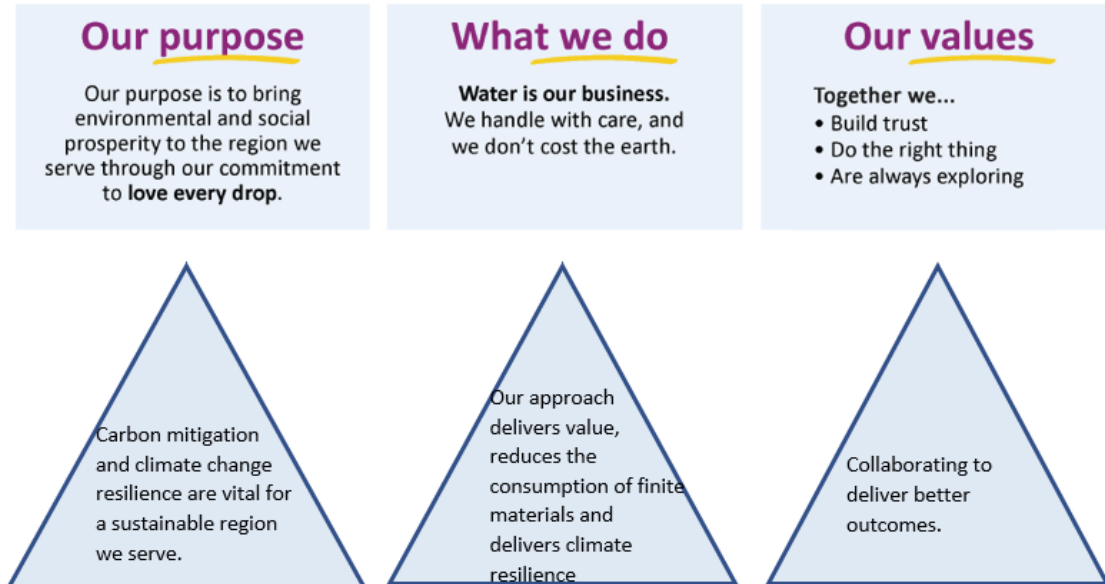 Our purpose
Our purpose is to bring
environmental and social
prosperity to the region we
serve through our commitment
to love every drop.
What we do
Water is our business.
We handle with care, and
we don’t cost the earth.
Our values
Together we...
• Build trust
• Do the right thing
• Are always exploring
Carbon mitigation
and climate change
resilience are vital for
a sustainable region
we serve.
Our approach
delivers value,
reduces the
consumption of finite
materials and
delivers climate
resilience
Collaborating to
deliver better
outcomes.